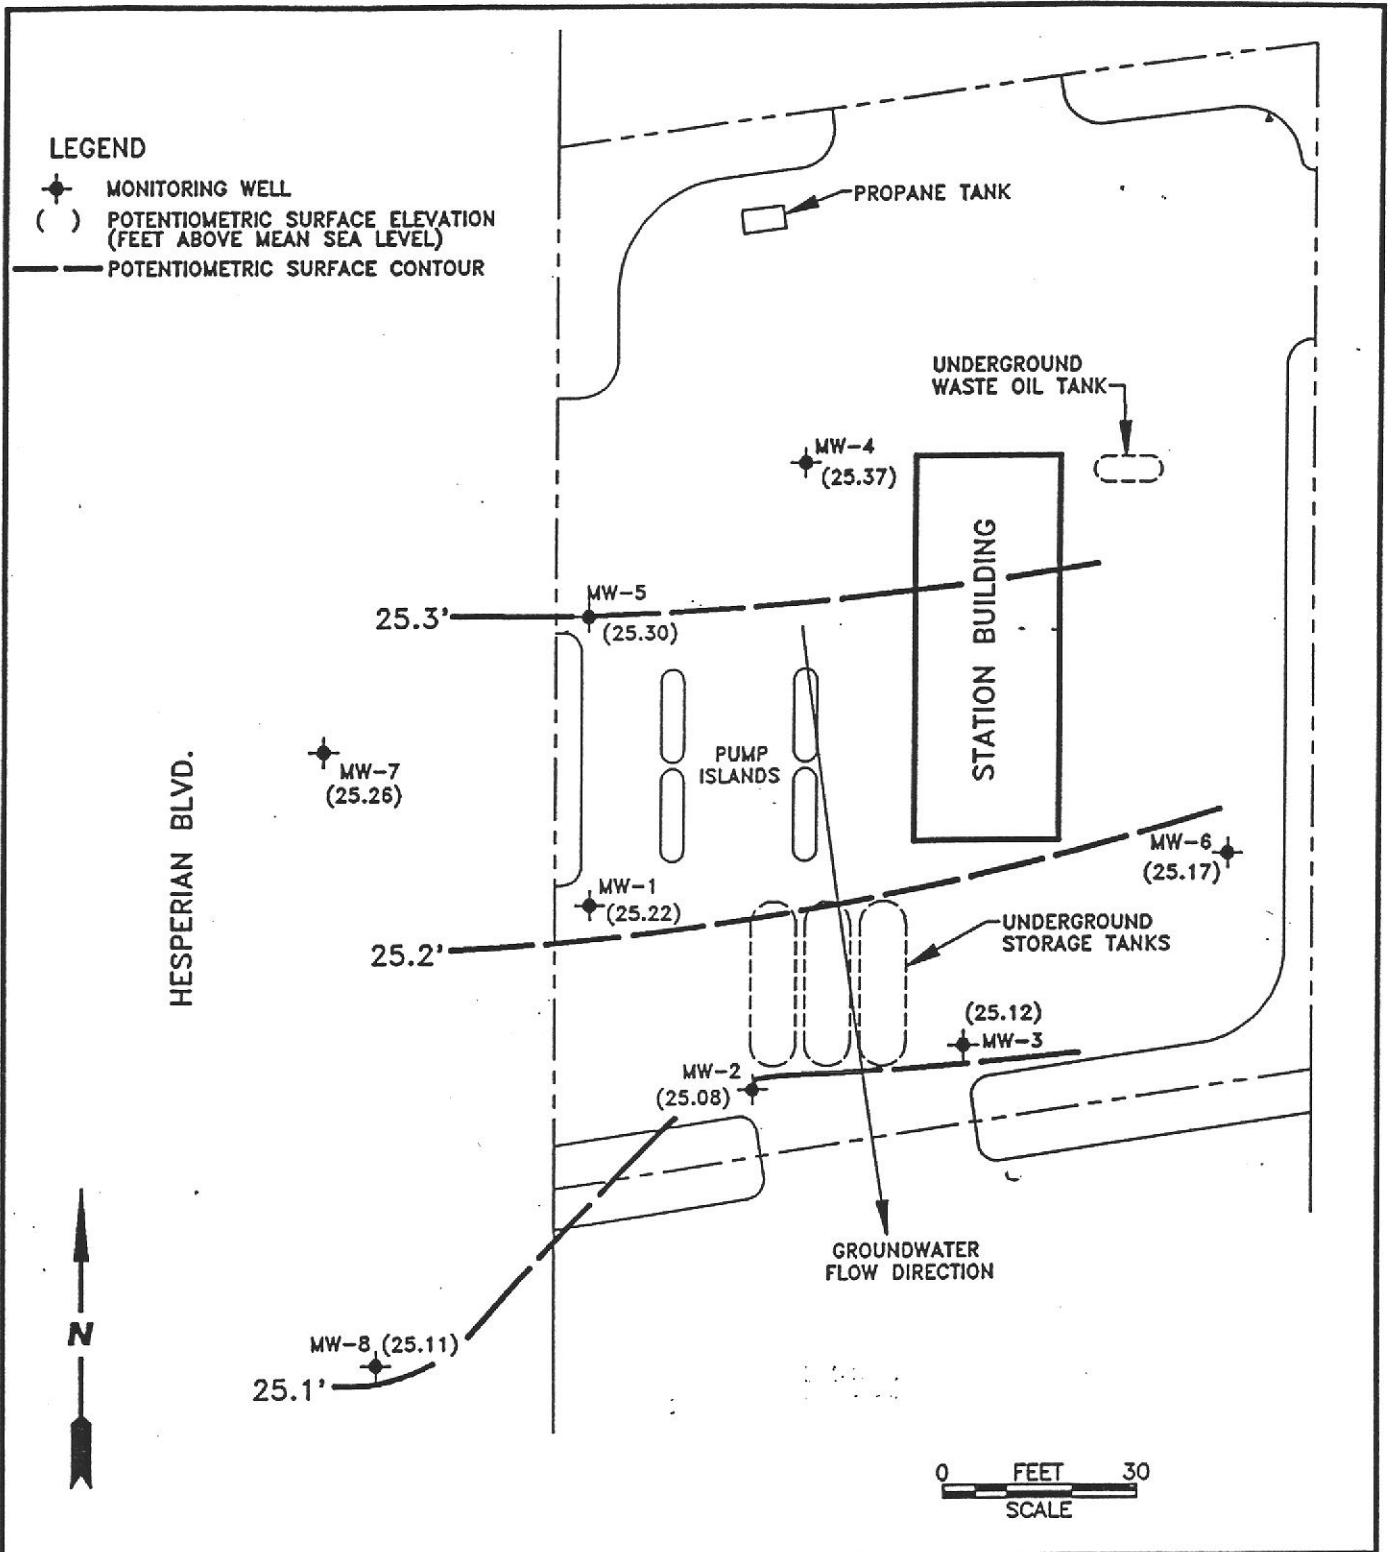 LEGEND
MONITORING WELL
( ) POTENTIOMETRIC SURFACE ELEVATION
(FEET ABOVE MEAN SEA LEVEL)
POTENTIOMETRIC SURFACE CONTOUR
PROPANE TANK
UNDERGROUND
WASTE OIL TANK
MW-4
(25.37)
STATION BUILDING
MW-5
25.3'
(25.30)
PUMP
ISLANDS
MW-7
(25.26)
HESPERIAN BLVD.
MW-6
(25.17)
MW-1
(25.22)
25.2'
UNDERGROUND
STORAGE TANKS
(25.12)
MW-3
MW-2
(25.08)
GROUNDWATER
FLOW DIRECTION
N
MW-8 (25.11)
25.1'
0 FEET 30
SCALE